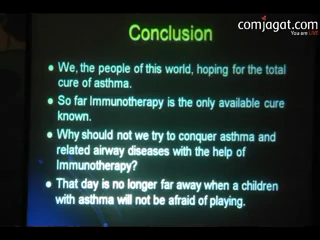 comjagat.com
You are LIVE
Conclusion
• We, the people of this world, hoping for the total
cure of asthma.
• So far Immunotherapy is the only available cure
known.
• Why should not we try to conquer asthma and
related airway diseases with the help of
Immunotherapy?
• That day is no longer far away when a children
with asthma will not be afraid of playing.